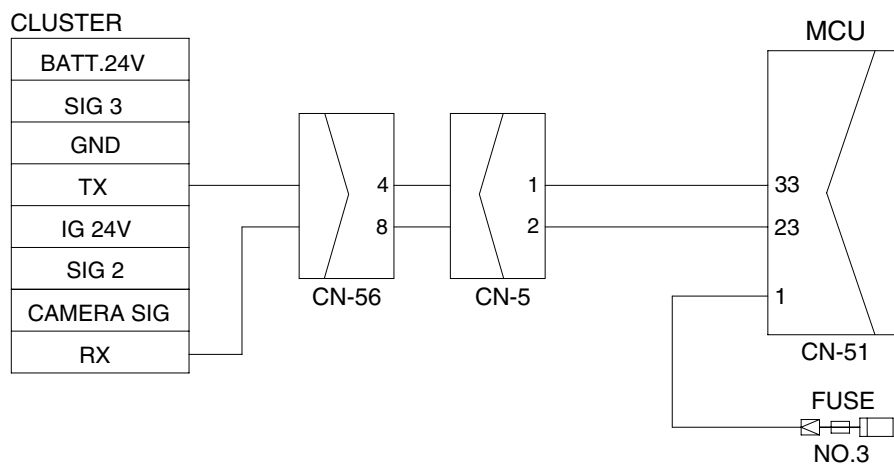 CLUSTER
BATT.24V
SIG 3
GND
TX
IG 24V
SIG 2
CAMERA SIG
RX
4
8
CN-56
1
2
CN-5
MCU
33
23
1
CN-51
FUSE
NO.3